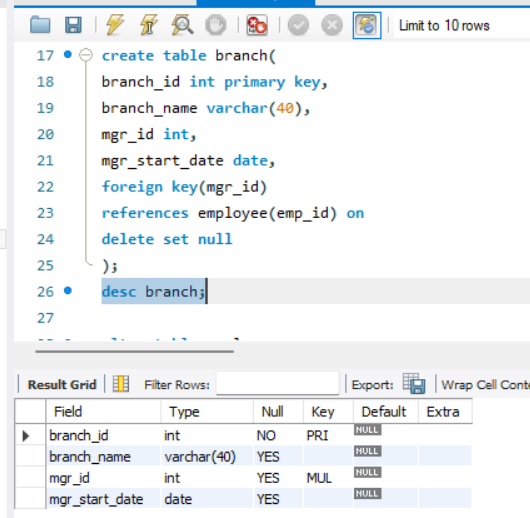 Limit to 10 rows
17 create table branch(
18 branch_id int primary key,
19 branch_name varchar(40),
20 mgr_id int,
21 mgr_start_date date,
22 foreign key(mgr_id)
23 references employee(emp_id) on
24 delete set null
25 );
26 desc branch;
27
Result Grid Filter Rows: Export: Wrap Cell
Field Type Null Key Default Extra
branch_id int NO PRI NULL
branch_name varchar(40) YES NULL
mgr_id int YES MUL NULL
mgr_start_date date YES NULL